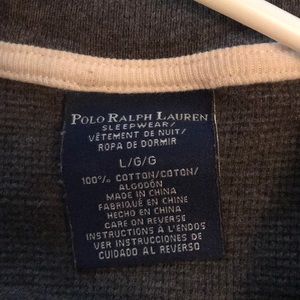 POLO RALPH LAUREN
SLEEPWEAR/
VÊTEMENT DE NUIT/
ROPA DE DORMIR
L/G/G
100% COTTON/COTON/
ALGODÓN
MADE IN CHINA
FABRIQUÉ EN CHINE
HECHO EN CHINA
CARE ON REVERSE
INSTRUCTIONS À L'ENDOS
VER INSTRUCCIONES DE
CUIDADO AL REVERSO